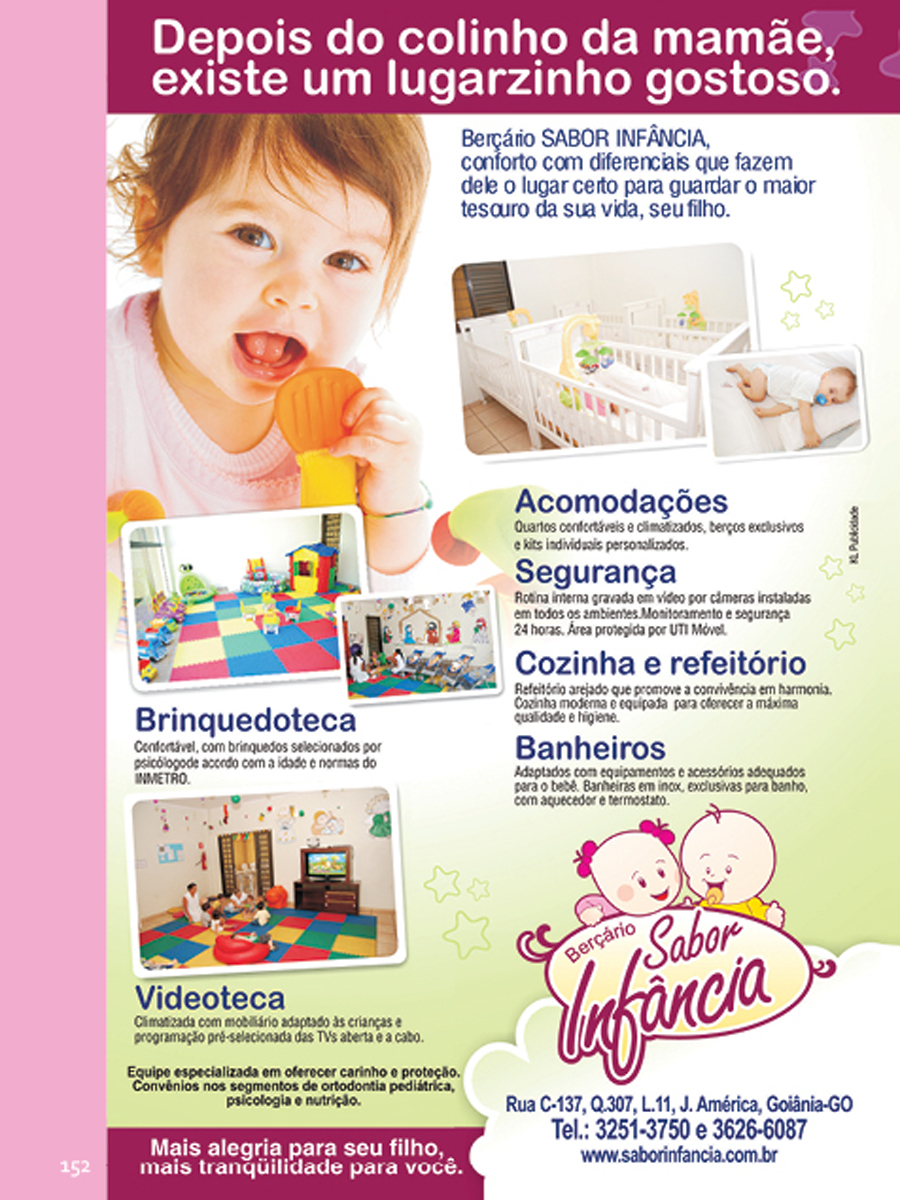 Depois do colinho da mamãe,
existe um lugarzinho gostoso.
Berçário SABOR INFÂNCIA,
conforto com diferenciais que fazem
dele o lugar certo para guardar o maior
tesouro da sua vida, seu filho.
Acomodações
Quartos confortáveis e climatizados, berços exclusivos
e kits individuais personalizados.
KL Publicidade
Segurança
Rotina interna gravada em vídeo por câmeras instaladas
em todos os ambientes.Monitoramento e segurança
24 horas. Área protegida por UTI Móvel.
Cozinha e refeitório
Refeitório arejado que promove a convivência em harmonia.
Cozinha moderna e equipada para oferecer a máxima
qualidade e higiene.
Banheiros
Adaptados com equipamentos e acessórios adequados
para o bebê. Banheiras em inox, exclusivas para banho,
com aquecedor e termostato.
Brinquedoteca
Confortável, com brinquedos selecionados por
psicólogode acordo com a idade e normas do
INMETRO.
Videoteca
Climatizada com mobiliário adaptado às crianças e
programação pré-selecionada das TVs aberta e a cabo.
Equipe especializada em oferecer carinho e proteção.
Convênios nos segmentos de ortodontia pediátrica,
psicologia e nutrição.
Berçário Sabor
Infância
Rua C-137, Q.307, L.11, J. América, Goiânia-GO
Tel.: 3251-3750 e 3626-6087
www.saborinfancia.com.br
Mais alegria para seu filho,
mais tranqüilidade para você.
152